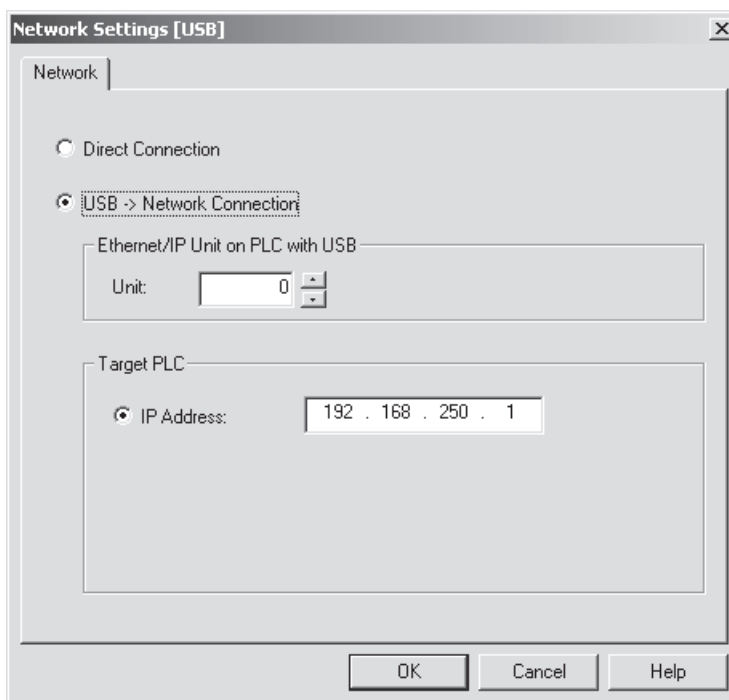 Network Settings [USB]
Network
Direct Connection
USB -> Network Connection
Ethernet/IP Unit on PLC with USB
Unit: 0
Target PLC
IP Address: 192 . 168 . 250 . 1
OK Cancel Help